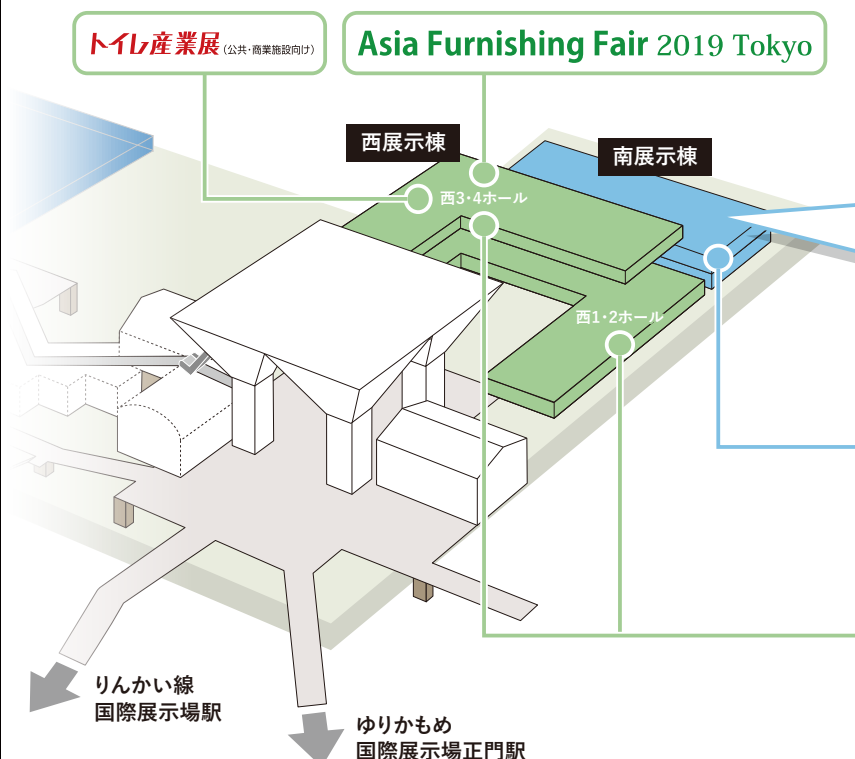 トイレ産業展(公共・商業施設向け)
Asia Furnishing Fair 2019 Tokyo
西展示棟
南展示棟
西3・4ホール
西1・2ホール
りんかい線
国際展示場駅
ゆりかもめ
国際展示場正門駅